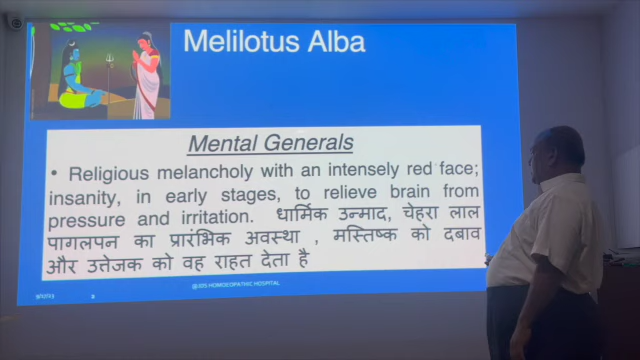 Melilotus Alba
Mental Generals
• Religious melancholy with an intensely red face;
insanity, in early stages, to relieve brain from
pressure and irritation. धार्मिक उन्माद, चेहरा लाल
पागलपन का प्रारंभिक अवस्था , मस्तिष्क को दबाव
और उत्तेजक को वह राहत देता है
HOMOEOPATHIC HOSPITAL